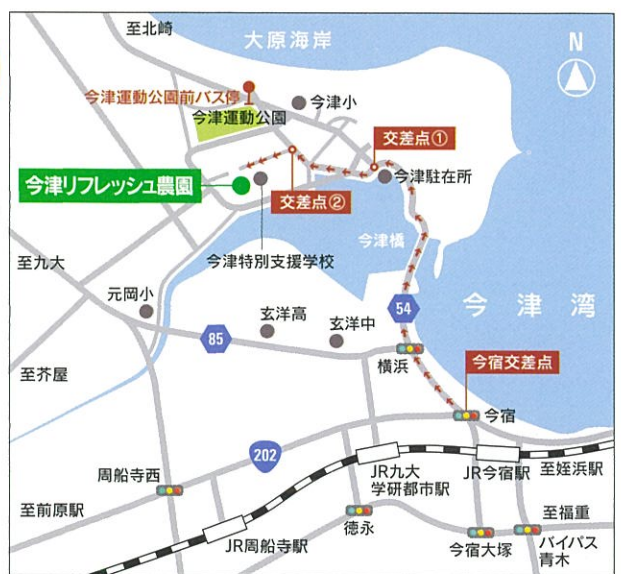 至北崎
大原海岸
N
今津運動公園前バス停
今津小
今津運動公園
交差点①
今津リフレッシュ農園
今津駐在所
交差点②
今津橋
至九大
今津特別支援学校
元岡小
玄洋高
玄洋中
54
今津湾
85
横浜
今宿交差点
至芥屋
今宿
202
周船寺西
JR九大
学研都市駅
JR今宿駅
至姪浜駅
至前原駅
JR周船寺駅
徳永
今宿大塚
至福重
バイパス
青木